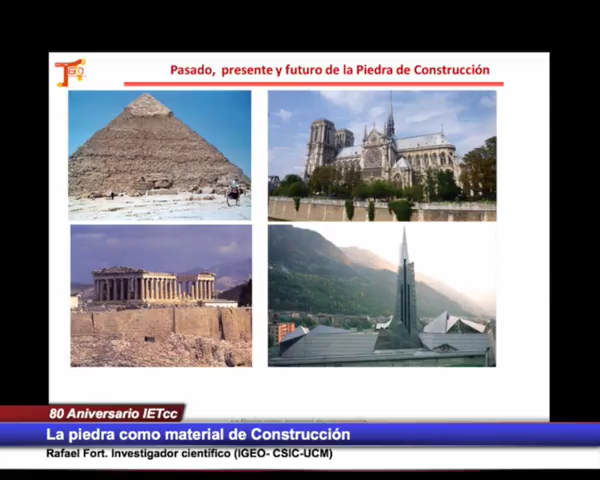 IGEO
Pasado, presente y futuro de la Piedra de Construcción
80 Aniversario IETcc
La piedra como material de Construcción
Rafael Fort. Investigador científico (IGEO- CSIC-UCM)